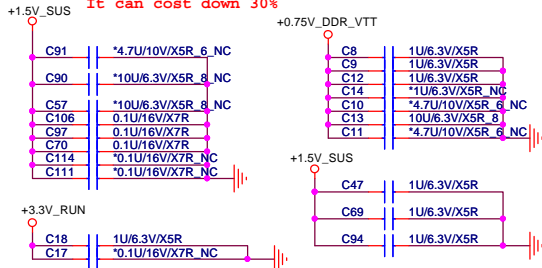 It can cost down 30%
+1.5V_SUS
C91 *4.7U/10V/X5R_6_NC
C90 *10U/6.3V/X5R_8_NC
C57 *10U/6.3V/X5R_8_NC
C106 0.1U/16V/X7R
C97 0.1U/16V/X7R
C70 0.1U/16V/X7R
C114 *0.1U/16V/X7R_NC
C111 *0.1U/16V/X7R_NC
+3.3V_RUN
C18 1U/6.3V/X5R
C17 *0.1U/16V/X7R_NC
+0.75V_DDR_VTT
C8 1U/6.3V/X5R
C9 1U/6.3V/X5R
C12 1U/6.3V/X5R
C14 *1U/6.3V/X5R_NC
C10 *4.7U/10V/X5R_6_NC
C13 10U/6.3V/X5R_8
C11 *4.7U/10V/X5R_6_NC
+1.5V_SUS
C47 1U/6.3V/X5R
C69 1U/6.3V/X5R
C94 1U/6.3V/X5R